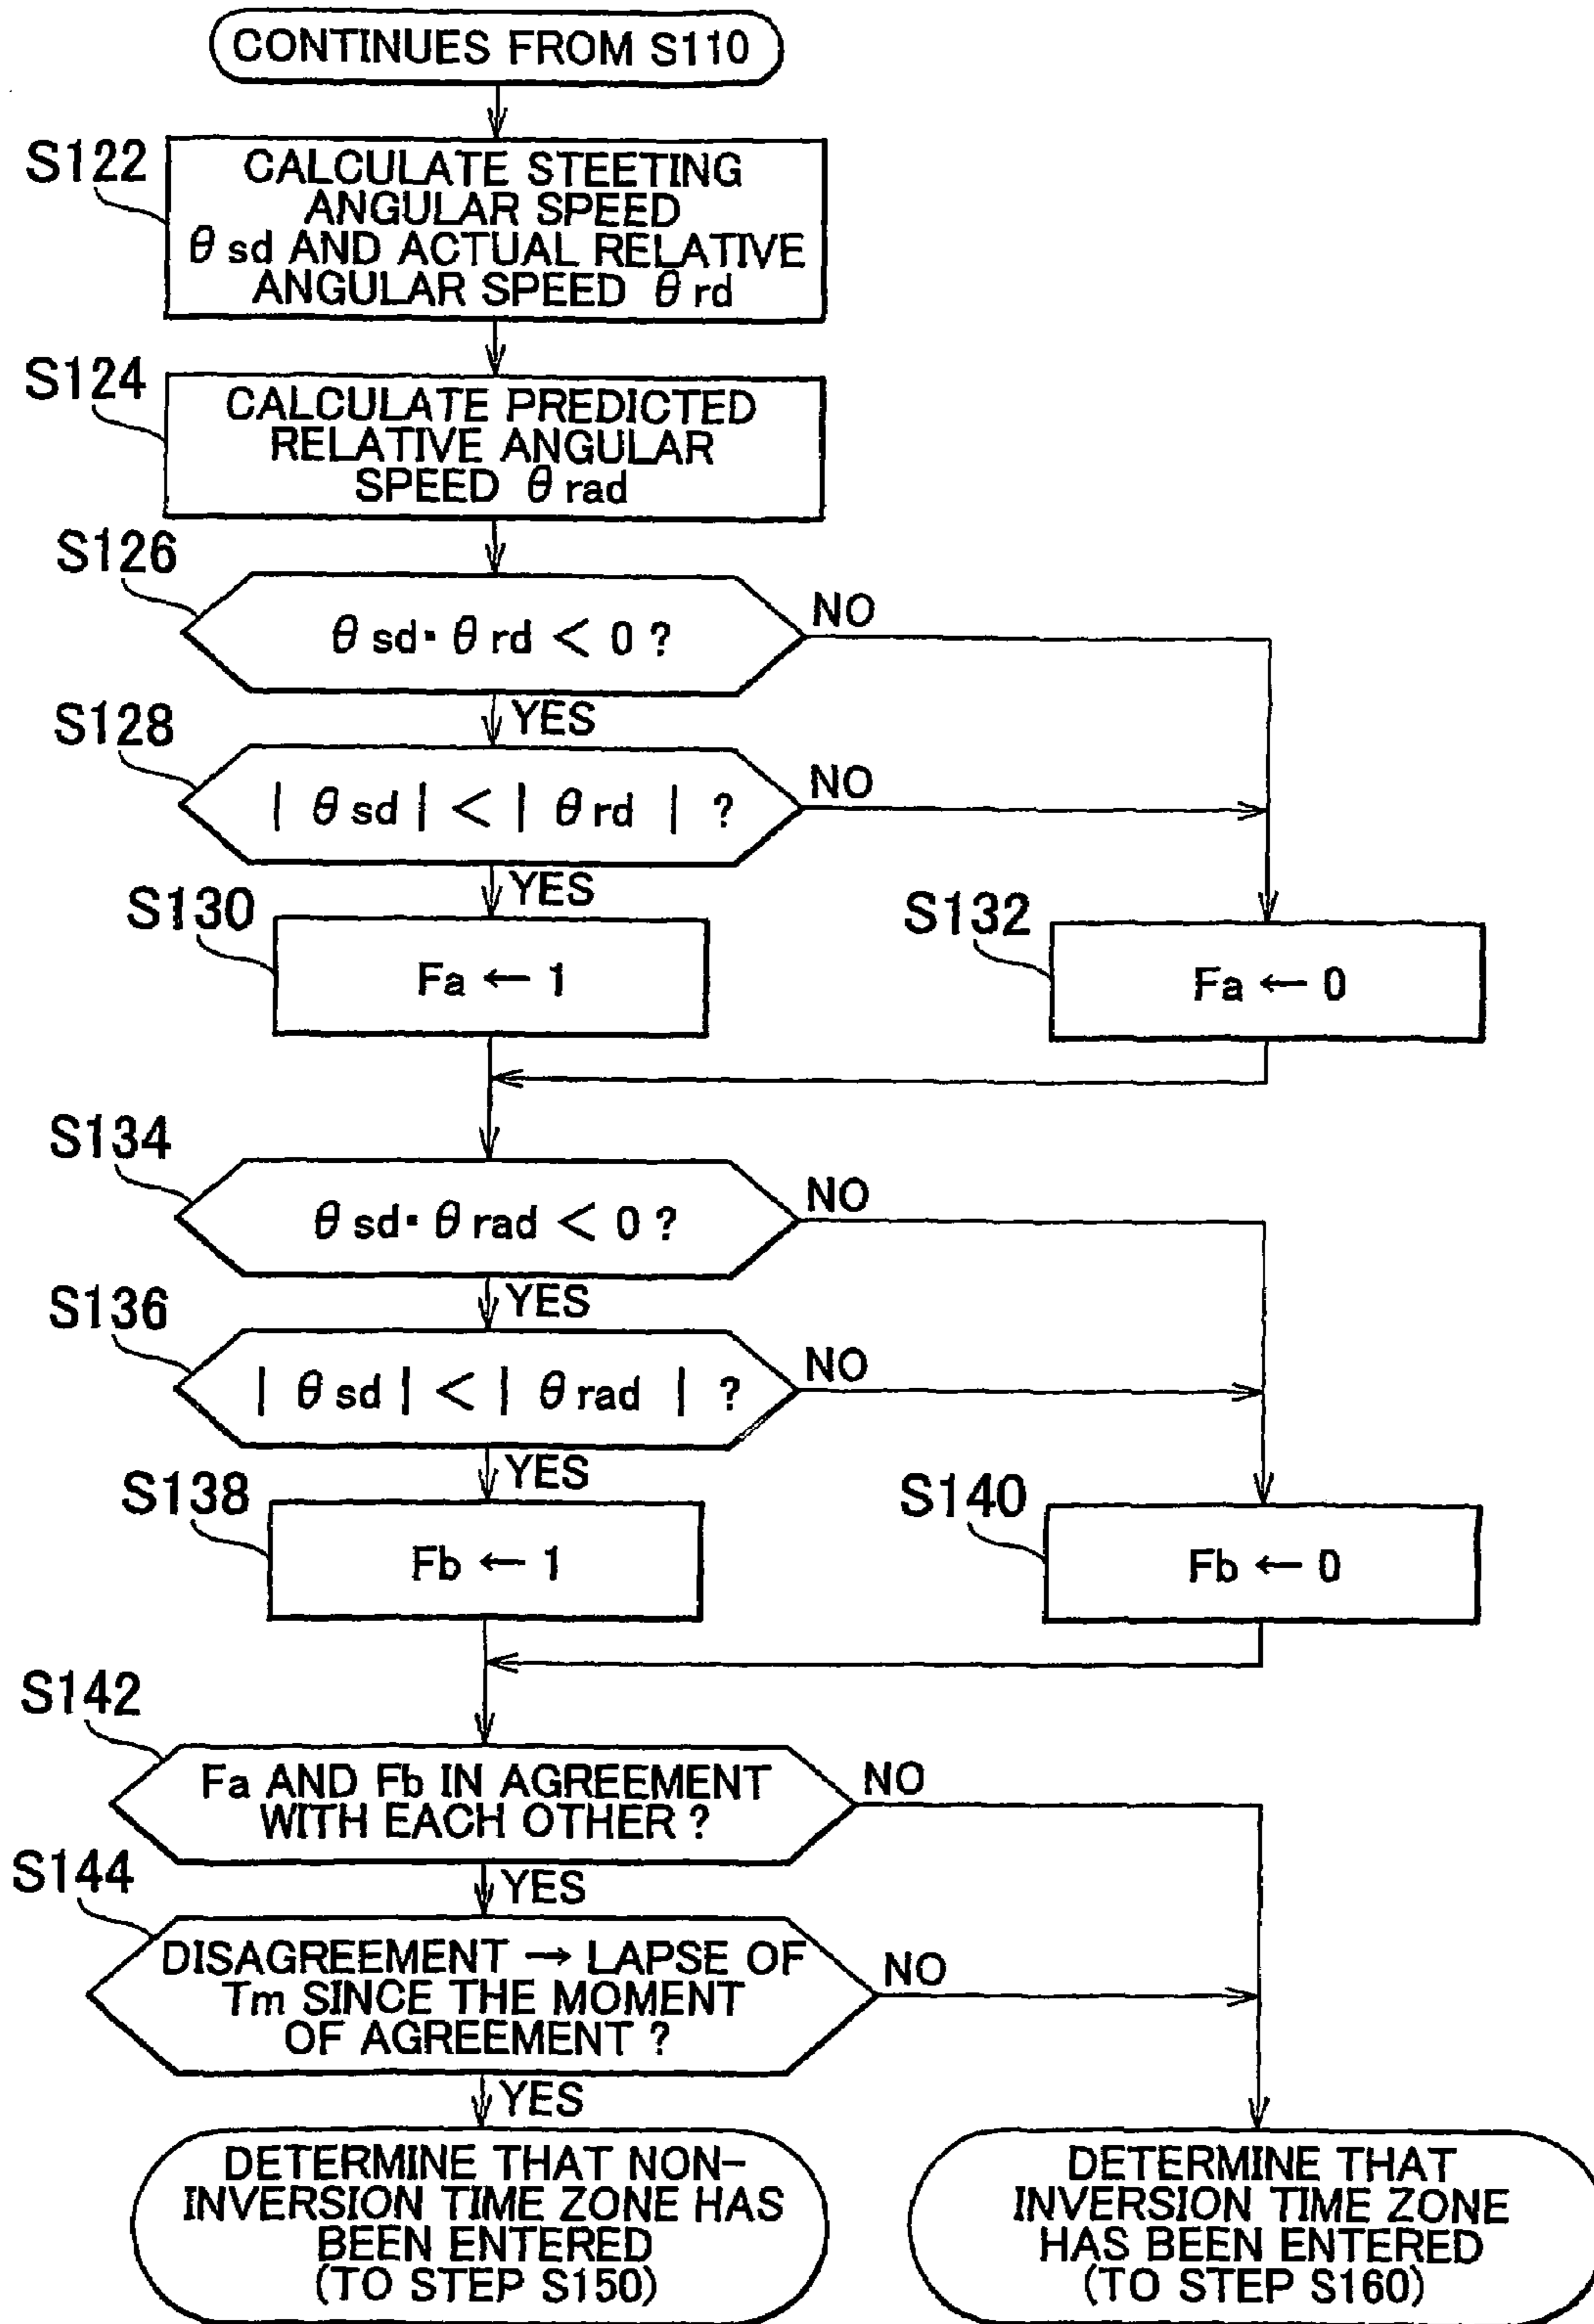 CONTINUES FROM S110
S122
CALCULATE STEETING
ANGULAR SPEED
θ sd AND ACTUAL RELATIVE
ANGULAR SPEED θ rd
S124
CALCULATE PREDICTED
RELATIVE ANGULAR
SPEED θ rad
S126
θ sd· θ rd < 0 ?
NO
YES
S128
| θ sd | < | θ rd | ?
NO
YES
S130
Fa ← 1
S132
Fa ← 0
S134
θ sd· θ rad < 0 ?
NO
YES
S136
| θ sd | < | θ rad | ?
NO
YES
S138
Fb ← 1
S140
Fb ← 0
S142
Fa AND Fb IN AGREEMENT
WITH EACH OTHER ?
NO
YES
S144
DISAGREEMENT → LAPSE OF
Tm SINCE THE MOMENT
OF AGREEMENT ?
NO
YES
DETERMINE THAT NON-
INVERSION TIME ZONE HAS
BEEN ENTERED
(TO STEP S150)
DETERMINE THAT
INVERSION TIME ZONE
HAS BEEN ENTERED
(TO STEP S160)